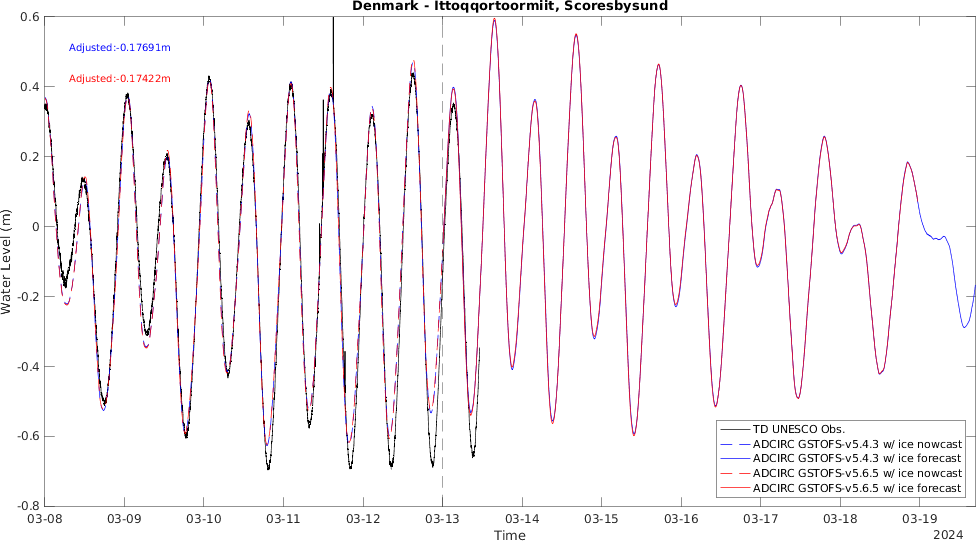 Denmark - Ittoqqortoormiit, Scoresbysund
0.6
Adjusted:-0.17691m
Adjusted:-0.17422m
0.4
0.2
0
-0.2
-0.4
-0.6
-0.8
Water Level (m)
TD UNESCO Obs.
ADCIRC GSTOFS-v5.4.3 w/ ice nowcast
ADCIRC GSTOFS-v5.4.3 w/ ice forecast
ADCIRC GSTOFS-v5.6.5 w/ ice nowcast
ADCIRC GSTOFS-v5.6.5 w/ ice forecast
03-08 03-09 03-10 03-11 03-12 03-13 03-14 03-15 03-16 03-17 03-18 03-19
Time
2024